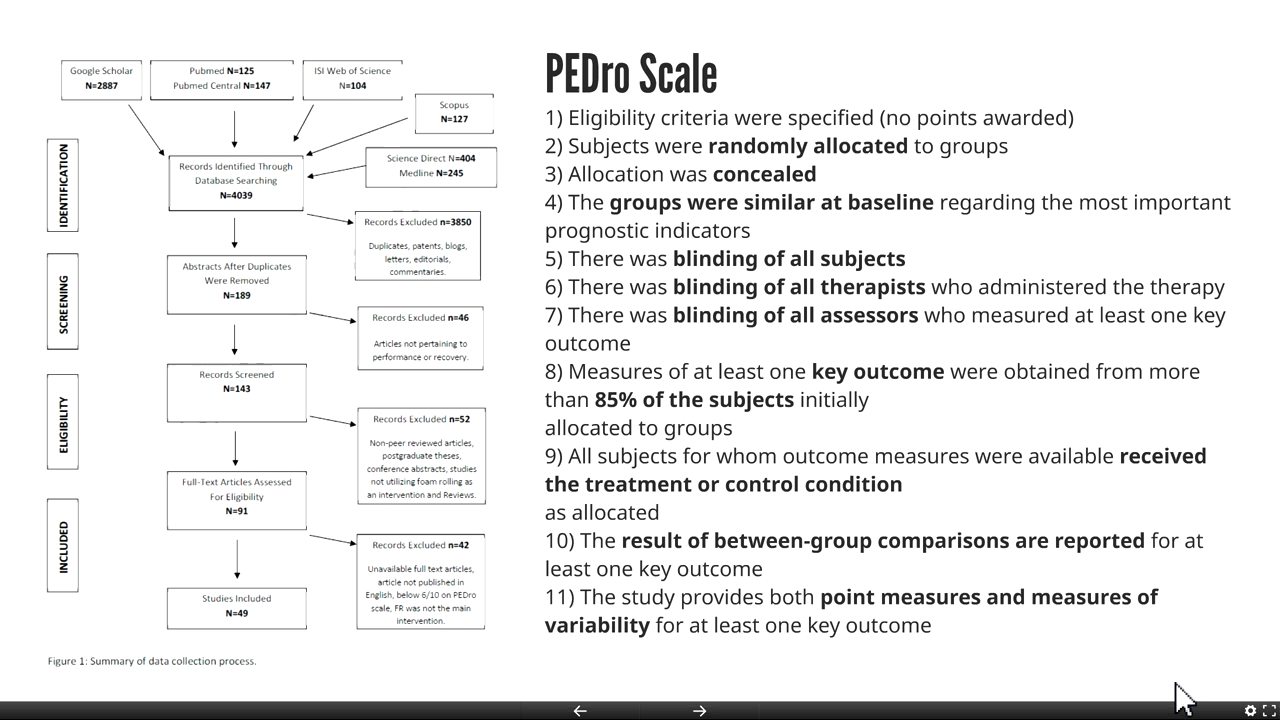 Google Scholar
N=2887
Pubmed N=125
Pubmed Central N=147
ISI Web of Science
N=104
Scopus
N=127
Science Direct N=404
Medline N=245
IDENTIFICATION
Records Identified Through
Database Searching
N=4039
Records Excluded n=3850
Duplicates, patents, blogs,
letters, editorials,
commentaries.
SCREENING
Abstracts After Duplicates
Were Removed
N=189
Records Excluded n=46
Articles not pertaining to
performance or recovery.
Records Screened
N=143
ELIGIBILITY
Records Excluded n=52
Non-peer reviewed articles,
postgraduate theses,
conference abstracts, studies
not utilizing foam rolling as
an intervention and Reviews.
Full-Text Articles Assessed
For Eligibility
N=91
INCLUDED
Records Excluded n=42
Unavailable full text articles,
article not published in
English, below 6/10 on PEDro
scale, FR was not the main
intervention.
Studies Included
N=49
Figure 1: Summary of data collection process.
PEDro Scale
1) Eligibility criteria were specified (no points awarded)
2) Subjects were randomly allocated to groups
3) Allocation was concealed
4) The groups were similar at baseline regarding the most important
prognostic indicators
5) There was blinding of all subjects
6) There was blinding of all therapists who administered the therapy
7) There was blinding of all assessors who measured at least one key
outcome
8) Measures of at least one key outcome were obtained from more
than 85% of the subjects initially
allocated to groups
9) All subjects for whom outcome measures were available received
the treatment or control condition
as allocated
10) The result of between-group comparisons are reported for at
least one key outcome
11) The study provides both point measures and measures of
variability for at least one key outcome